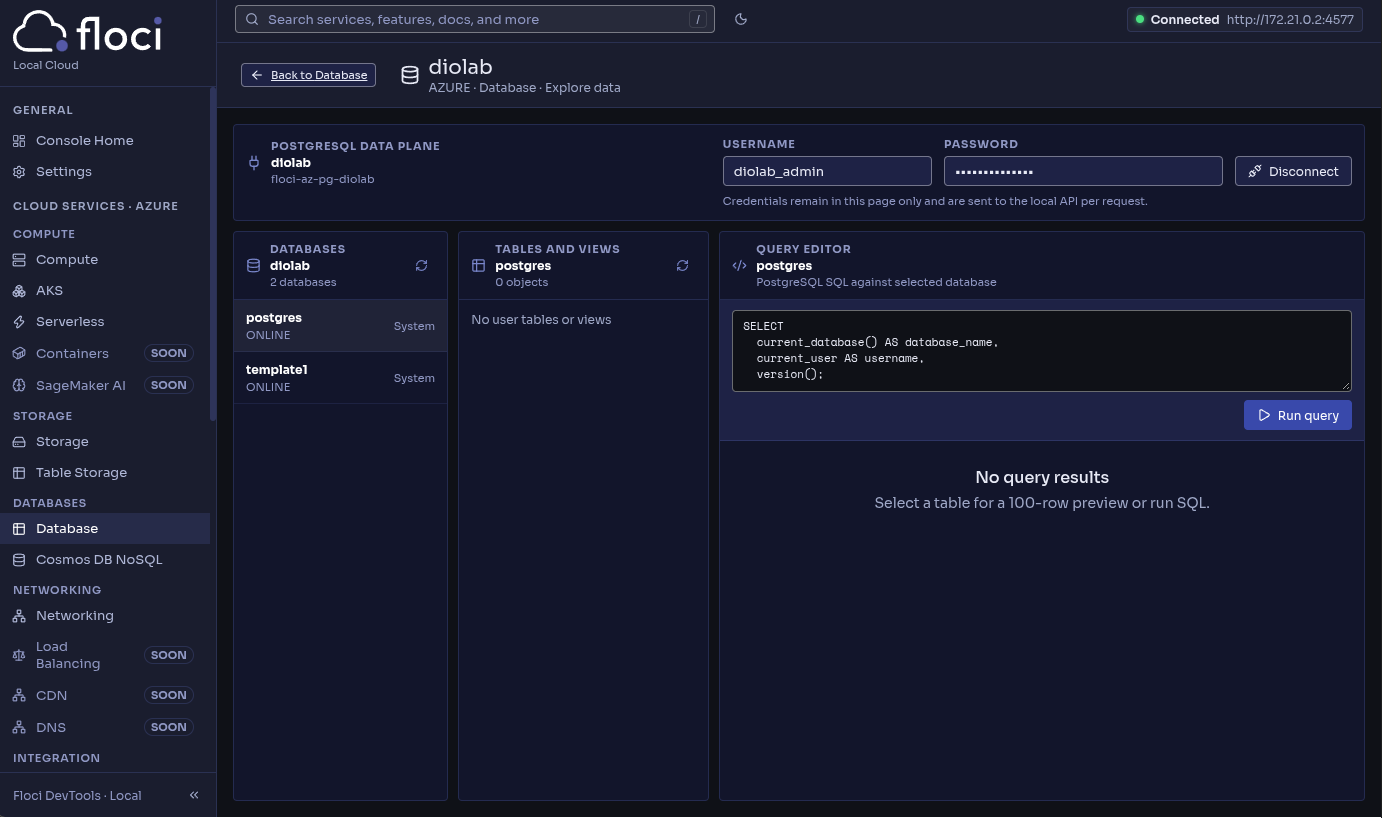 floci
Local Cloud
Search services, features, docs, and more
/
Connected http://172.21.0.2:4577
Back to Database
diolab
AZURE · Database · Explore data
GENERAL
Console Home
Settings
CLOUD SERVICES · AZURE
COMPUTE
Compute
AKS
Serverless
Containers SOON
SageMaker AI SOON
STORAGE
Storage
Table Storage
DATABASES
Database
Cosmos DB NoSQL
NETWORKING
Networking
Load
Balancing
SOON
CDN SOON
DNS SOON
INTEGRATION
Floci DevTools · Local
POSTGRESQL DATA PLANE
diolab
floci-az-pg-diolab
USERNAME
diolab_admin
PASSWORD
••••••••••••••
Disconnect
Credentials remain in this page only and are sent to the local API per request.
DATABASES
diolab
2 databases
postgres
ONLINE
System
template1
ONLINE
System
TABLES AND VIEWS
postgres
0 objects
No user tables or views
QUERY EDITOR
postgres
PostgreSQL SQL against selected database
SELECT
current_database() AS database_name,
current_user AS username,
version();
Run query
No query results
Select a table for a 100-row preview or run SQL.